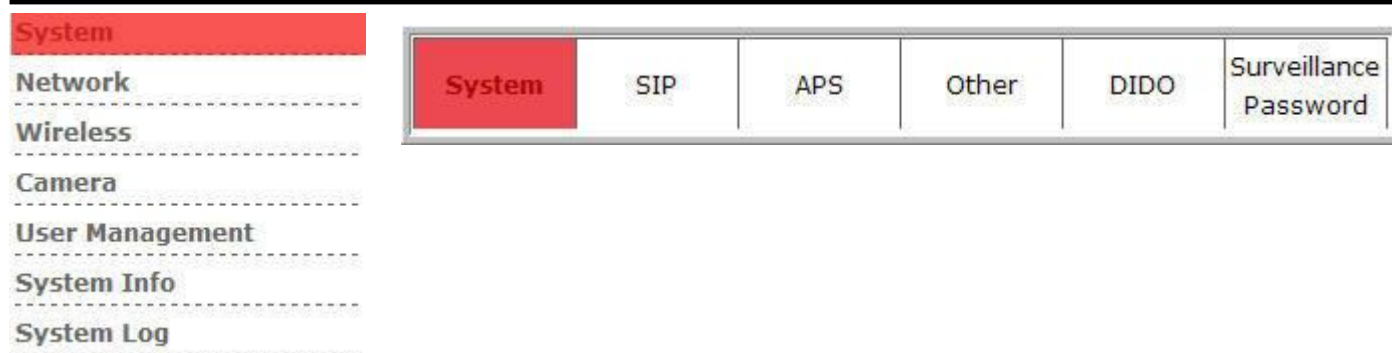 System
Network
Wireless
Camera
User Management
System Info
System Log
System
SIP
APS
Other
DIDO
Surveillance
Password